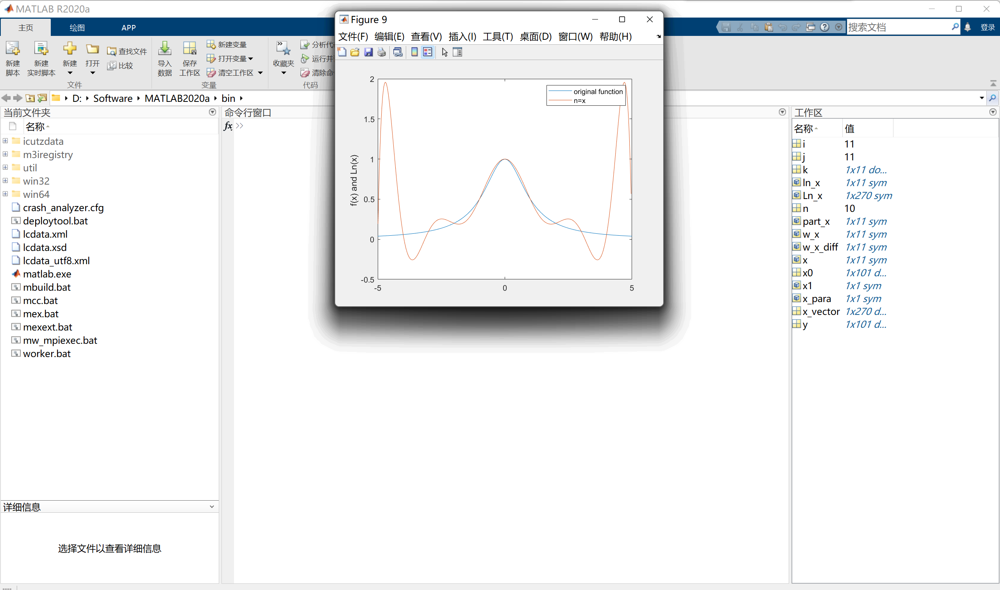 MATLAB R2020a
主页 绘图 APP
搜索文档
登录
新建
脚本
新建
实时脚本
新建
打开
查找文件
比较
文件
导入
数据
保存
工作区
新建变量
打开变量
清空工作区
变量
收藏夹
分析代
运行并
清除命
代码
D: Software MATLAB2020a bin
当前文件夹
名称
icutzdata
m3iregistry
util
win32
win64
crash_analyzer.cfg
deploytool.bat
lcdata.xml
lcdata.xsd
lcdata_utf8.xml
matlab.exe
mbuild.bat
mcc.bat
mex.bat
mexext.bat
mw_mpiexec.bat
worker.bat
详细信息
选择文件以查看详细信息
命令行窗口
fx >>
Figure 9
文件(F) 编辑(E) 查看(V) 插入(I) 工具(T) 桌面(D) 窗口(W) 帮助(H)
original function
n=x
f(x) and Ln(x)
2
1.5
1
0.5
0
-0.5
-5 0 5
工作区
名称 值
i 11
j 11
k 1x11 do...
ln_x 1x11 sym
Ln_x 1x270 sym
n 10
part_x 1x11 sym
w_x 1x11 sym
w_x_diff 1x11 sym
x 1x11 sym
x0 1x101 d...
x1 1x1 sym
x_para 1x1 sym
x_vector 1x270 d...
y 1x101 d...